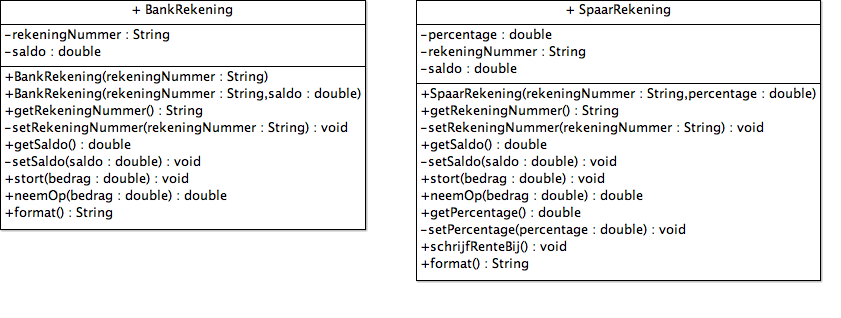 + BankRekening
-rekeningNummer : String
-saldo : double
+BankRekening(rekeningNummer : String)
+BankRekening(rekeningNummer : String,saldo : double)
+getRekeningNummer() : String
-setRekeningNummer(rekeningNummer : String) : void
+getSaldo() : double
-setSaldo(saldo : double) : void
+stort(bedrag : double) : void
+neemOp(bedrag : double) : double
+format() : String
+ SpaarRekening
-percentage : double
-rekeningNummer : String
-saldo : double
+SpaarRekening(rekeningNummer : String,percentage : double)
+getRekeningNummer() : String
-setRekeningNummer(rekeningNummer : String) : void
+getSaldo() : double
-setSaldo(saldo : double) : void
+stort(bedrag : double) : void
+neemOp(bedrag : double) : double
+getPercentage() : double
-setPercentage(percentage : double) : void
+schrijfRenteBij() : void
+format() : String